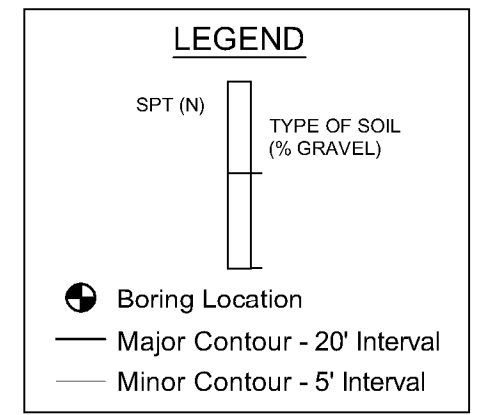 LEGEND
SPT (N)
TYPE OF SOIL
(% GRAVEL)
Boring Location
Major Contour - 20' Interval
Minor Contour - 5' Interval